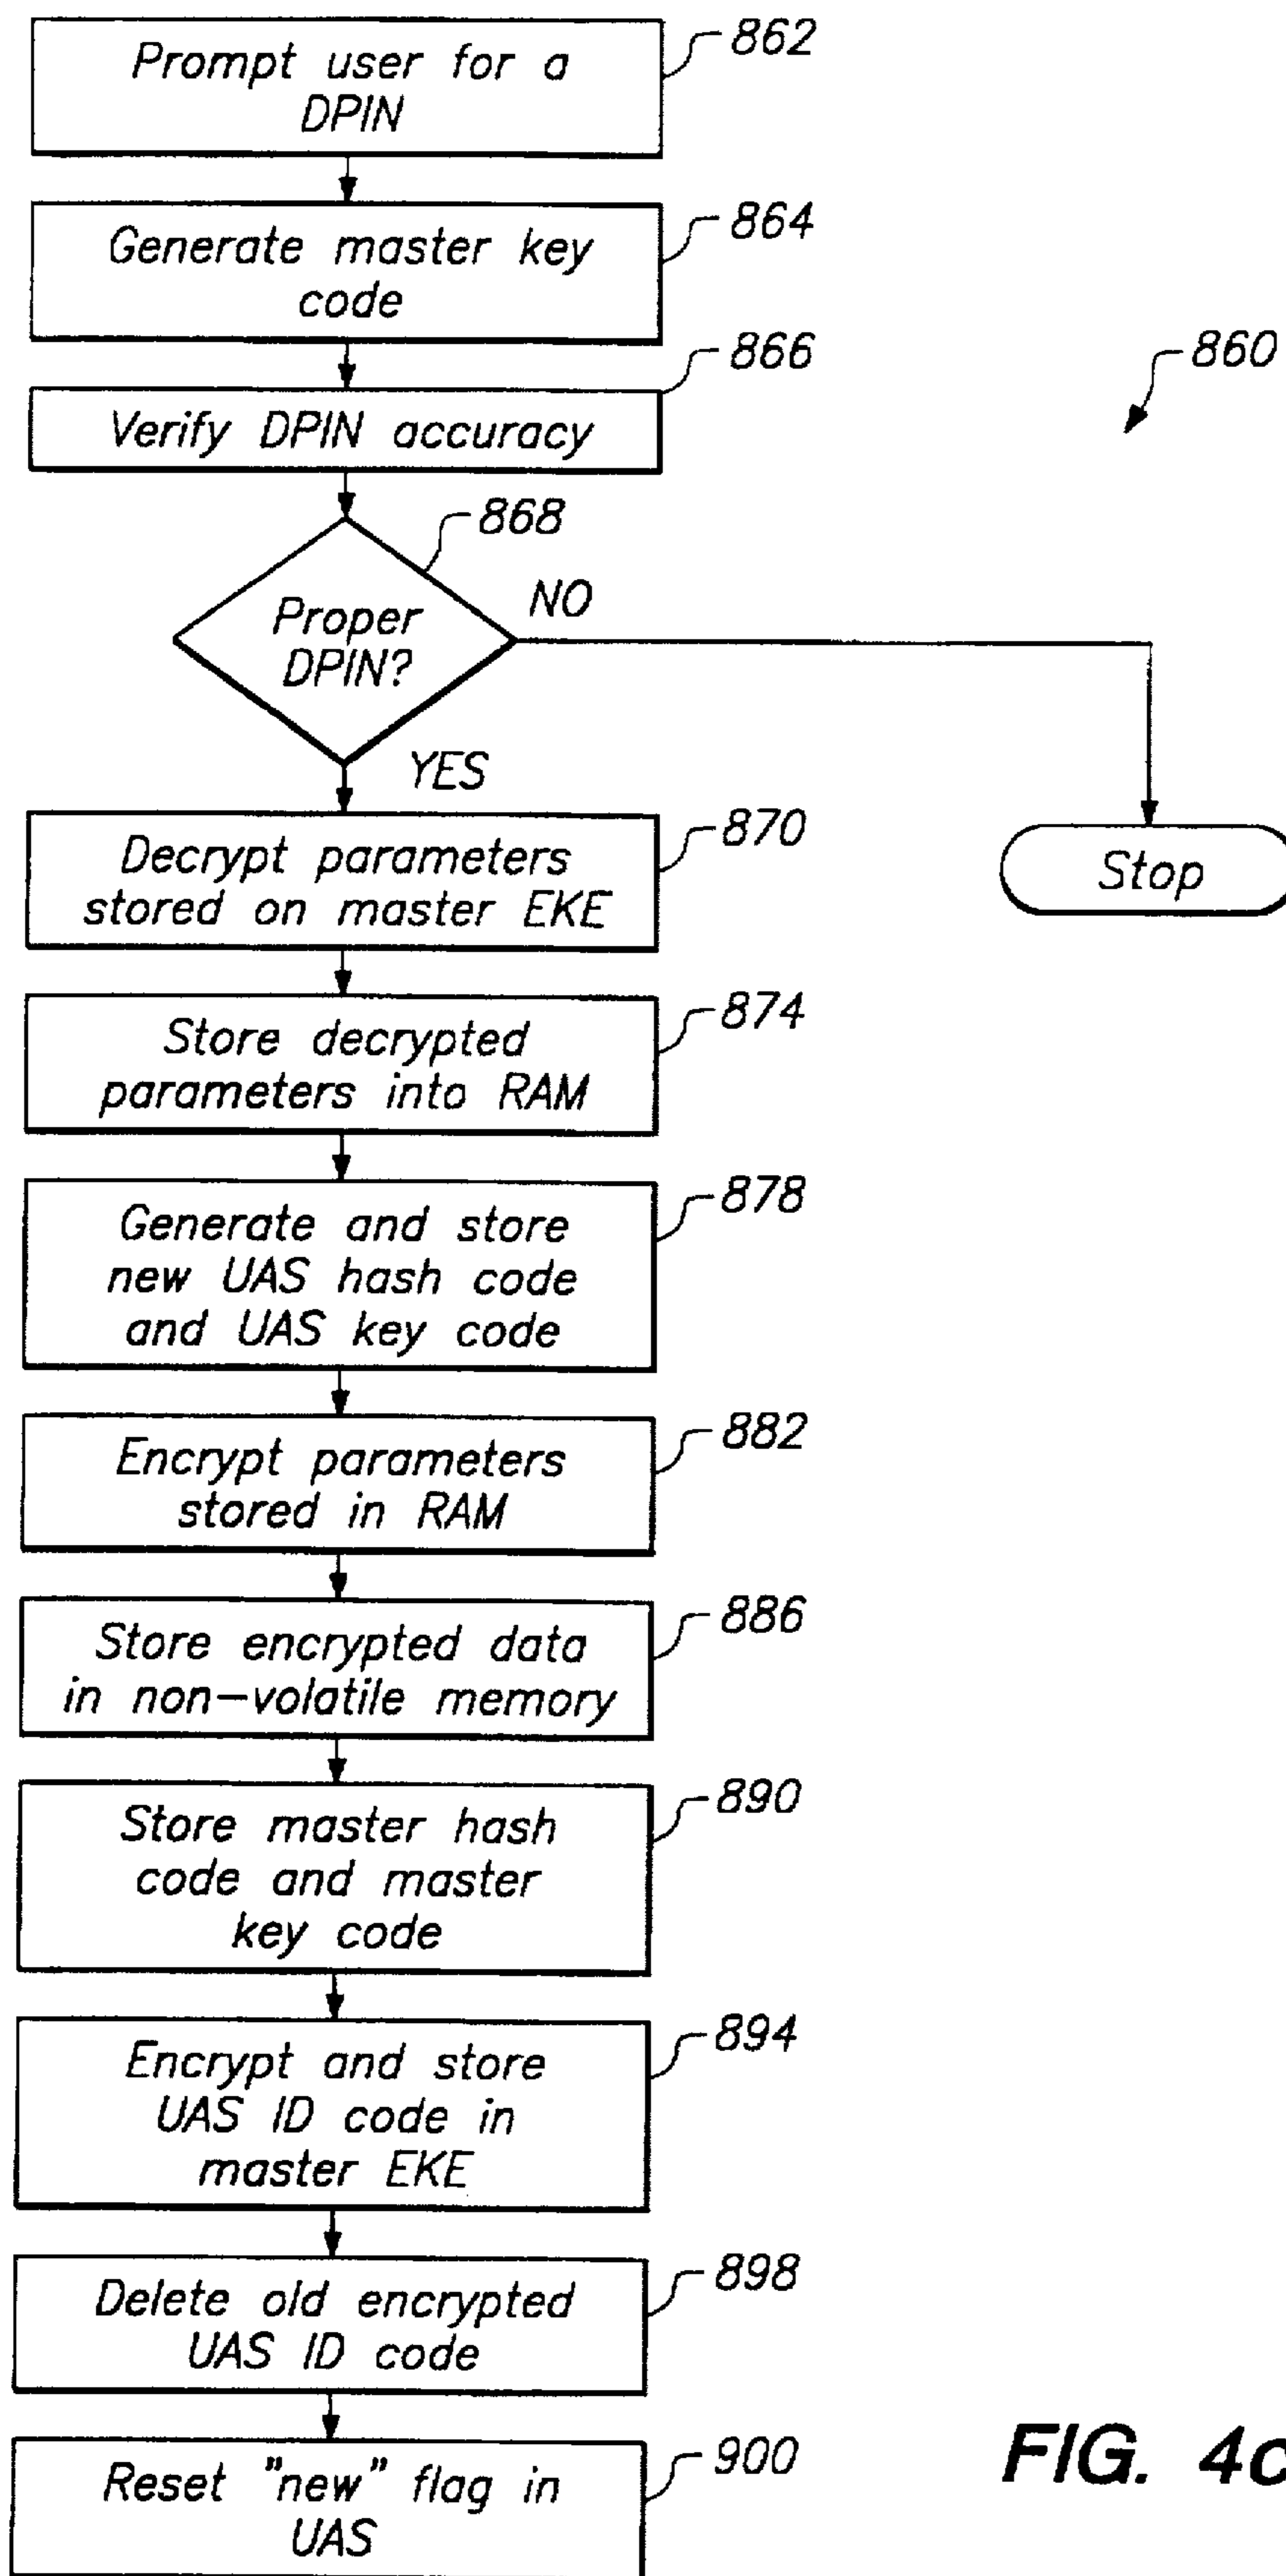 Prompt user for a
DPIN
862
Generate master key
code
864
Verify DPIN accuracy
866
860
Proper
DPIN?
868
NO
YES
Stop
Decrypt parameters
stored on master EKE
870
Store decrypted
parameters into RAM
874
Generate and store
new UAS hash code
and UAS key code
878
Encrypt parameters
stored in RAM
882
Store encrypted data
in non-volatile memory
886
Store master hash
code and master
key code
890
Encrypt and store
UAS ID code in
master EKE
894
Delete old encrypted
UAS ID code
898
Reset "new" flag in
UAS
900
FIG. 4c